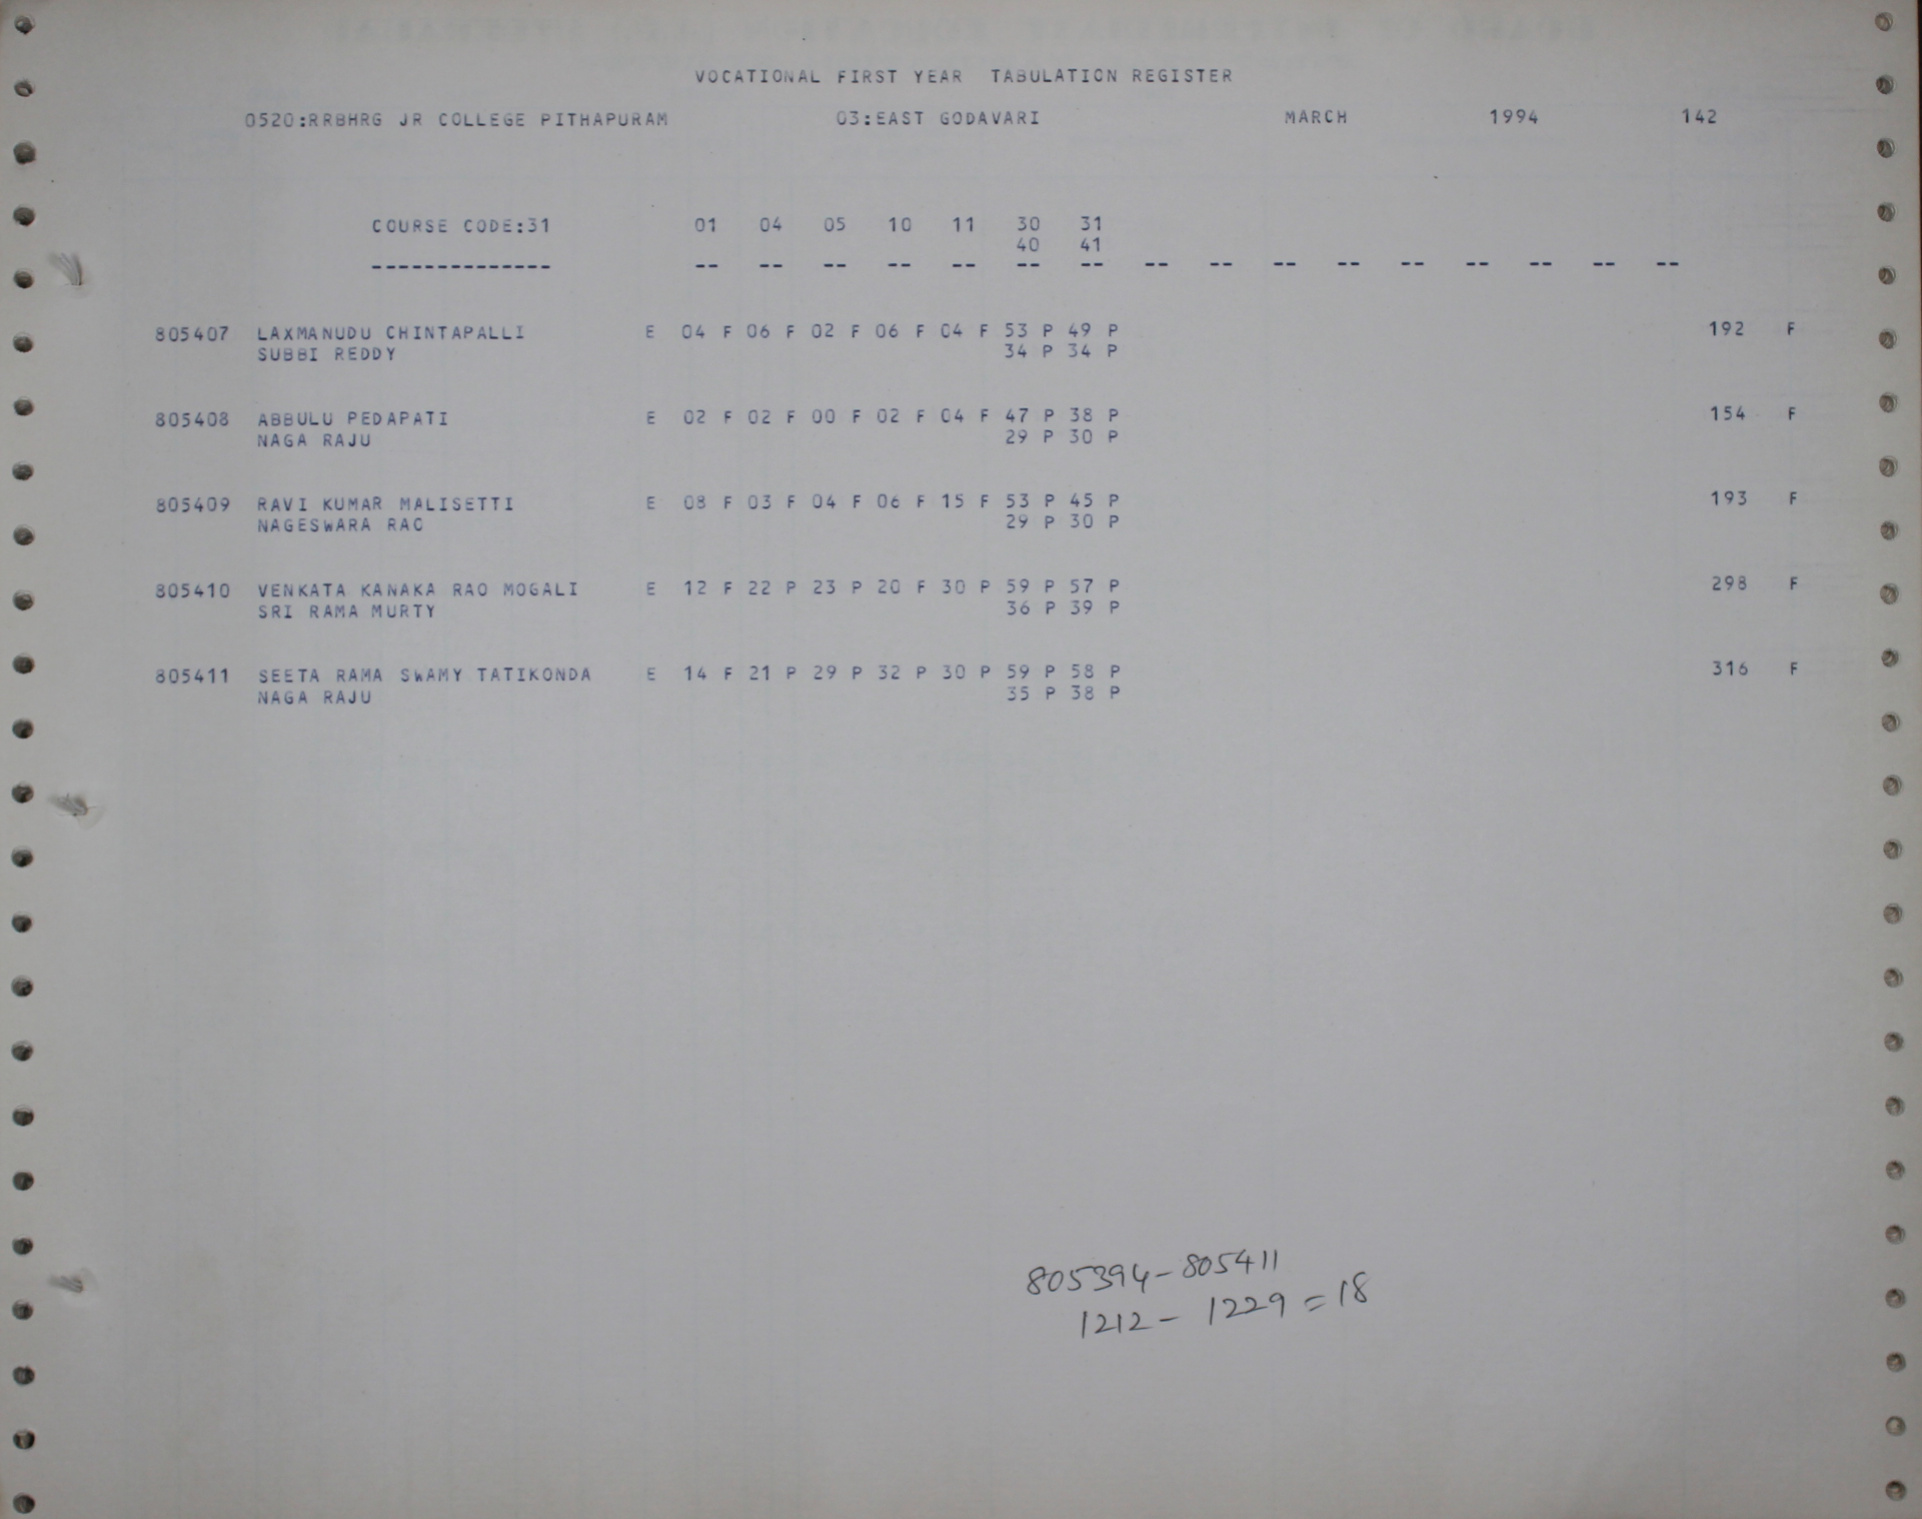 VOCATIONAL FIRST YEAR TABULATION REGISTER
0520:RRBHRG JR COLLEGE PITHAPURAM 03:EAST GODAVARI MARCH 1994 142
COURSE CODE:31 01 04 05 10 11 30 31
40 41
-------------- -- -- -- -- -- -- -- -- -- -- -- -- -- -- -- --
805407 LAXMANUDU CHINTAPALLI E 04 F 06 F 02 F 06 F 04 F 53 P 49 P 192 F
SUBBI REDDY 34 P 34 P
805408 ABBULU PEDAPATI E 02 F 02 F 00 F 02 F 04 F 47 P 38 P 154 F
NAGA RAJU 29 P 30 P
805409 RAVI KUMAR MALISETTI E 08 F 03 F 04 F 06 F 15 F 53 P 45 P 193 F
NAGESWARA RAO 29 P 30 P
805410 VENKATA KANAKA RAO MOGALI E 12 F 22 P 23 P 20 F 30 P 59 P 57 P 298 F
SRI RAMA MURTY 36 P 39 P
805411 SEETA RAMA SWAMY TATIKONDA E 14 F 21 P 29 P 32 P 30 P 59 P 58 P 316 F
NAGA RAJU 35 P 38 P
805394-805411
1212- 1229 = 18